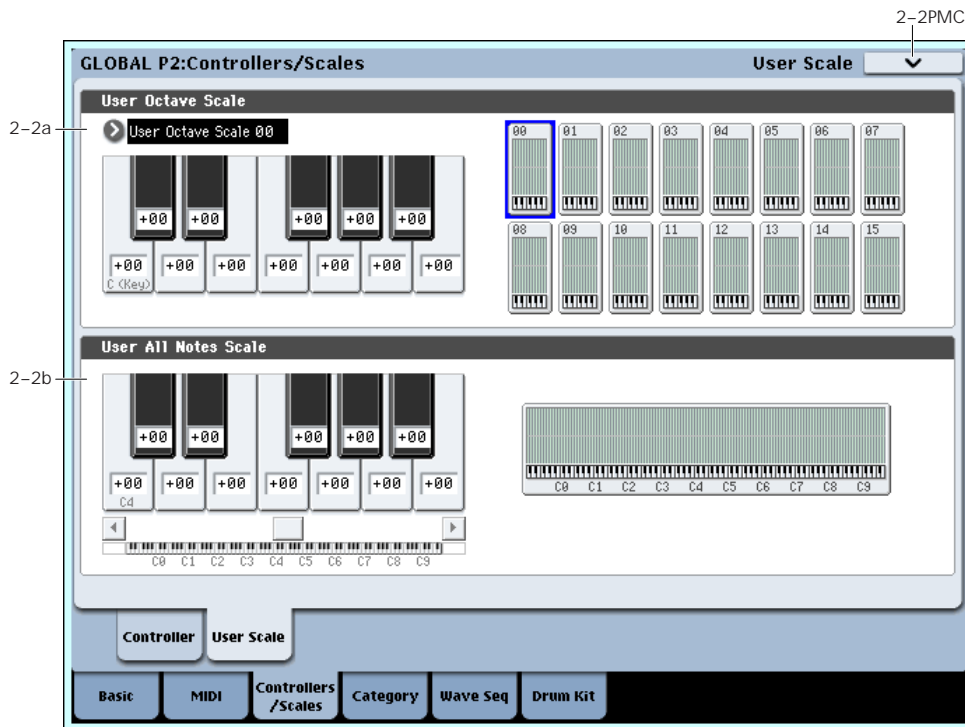 2–2PMC
GLOBAL P2:Controllers/Scales User Scale
User Octave Scale
2–2a
User Octave Scale 00
00 01 02 03 04 05 06 07
+00 +00 +00 +00 +00
+00 +00 +00 +00 +00 +00 +00
C (Key)
08 09 10 11 12 13 14 15
User All Notes Scale
2–2b
+00 +00 +00 +00 +00
+00 +00 +00 +00 +00 +00 +00
C4
C0 C1 C2 C3 C4 C5 C6 C7 C8 C9
C0 C1 C2 C3 C4 C5 C6 C7 C8 C9
Controller User Scale
Basic MIDI Controllers /Scales Category Wave Seq Drum Kit